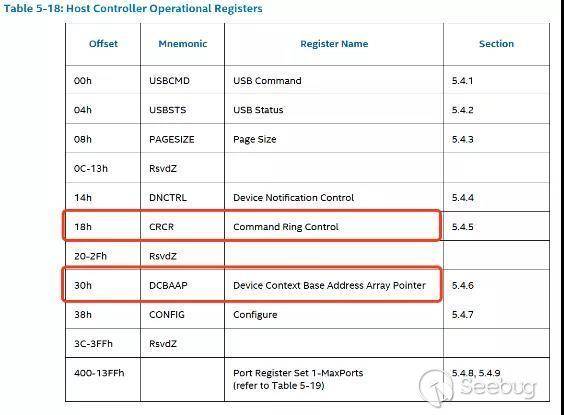 Table 5-18: Host Controller Operational Registers
Offset Mnemonic Register Name Section
00h USBCMD USB Command 5.4.1
04h USBSTS USB Status 5.4.2
08h PAGESIZE Page Size 5.4.3
0C-13h RsvdZ
14h DNCTRL Device Notification Control 5.4.4
18h CRCR Command Ring Control 5.4.5
20-2Fh RsvdZ
30h DCBAAP Device Context Base Address Array Pointer 5.4.6
38h CONFIG Configure 5.4.7
3C-3FFh RsvdZ
400-13FFh Port Register Set 1-MaxPorts 5.4.8, 5.4.9
(refer to Table 5-19)
Seebug